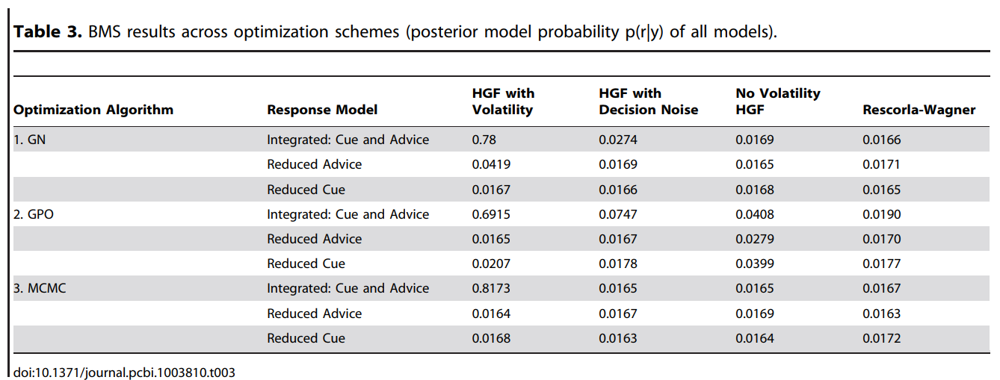 Table 3. BMS results across optimization schemes (posterior model probability p(r|y) of all models).
Optimization Algorithm Response Model HGF with Volatility HGF with Decision Noise No Volatility HGF Rescorla-Wagner
1. GN Integrated: Cue and Advice 0.78 0.0274 0.0169 0.0166
Reduced Advice 0.0419 0.0169 0.0165 0.0171
Reduced Cue 0.0167 0.0166 0.0168 0.0165
2. GPO Integrated: Cue and Advice 0.6915 0.0747 0.0408 0.0190
Reduced Advice 0.0165 0.0167 0.0279 0.0170
Reduced Cue 0.0207 0.0178 0.0399 0.0177
3. MCMC Integrated: Cue and Advice 0.8173 0.0165 0.0165 0.0167
Reduced Advice 0.0164 0.0167 0.0169 0.0163
Reduced Cue 0.0168 0.0163 0.0164 0.0172
doi:10.1371/journal.pcbi.1003810.t003